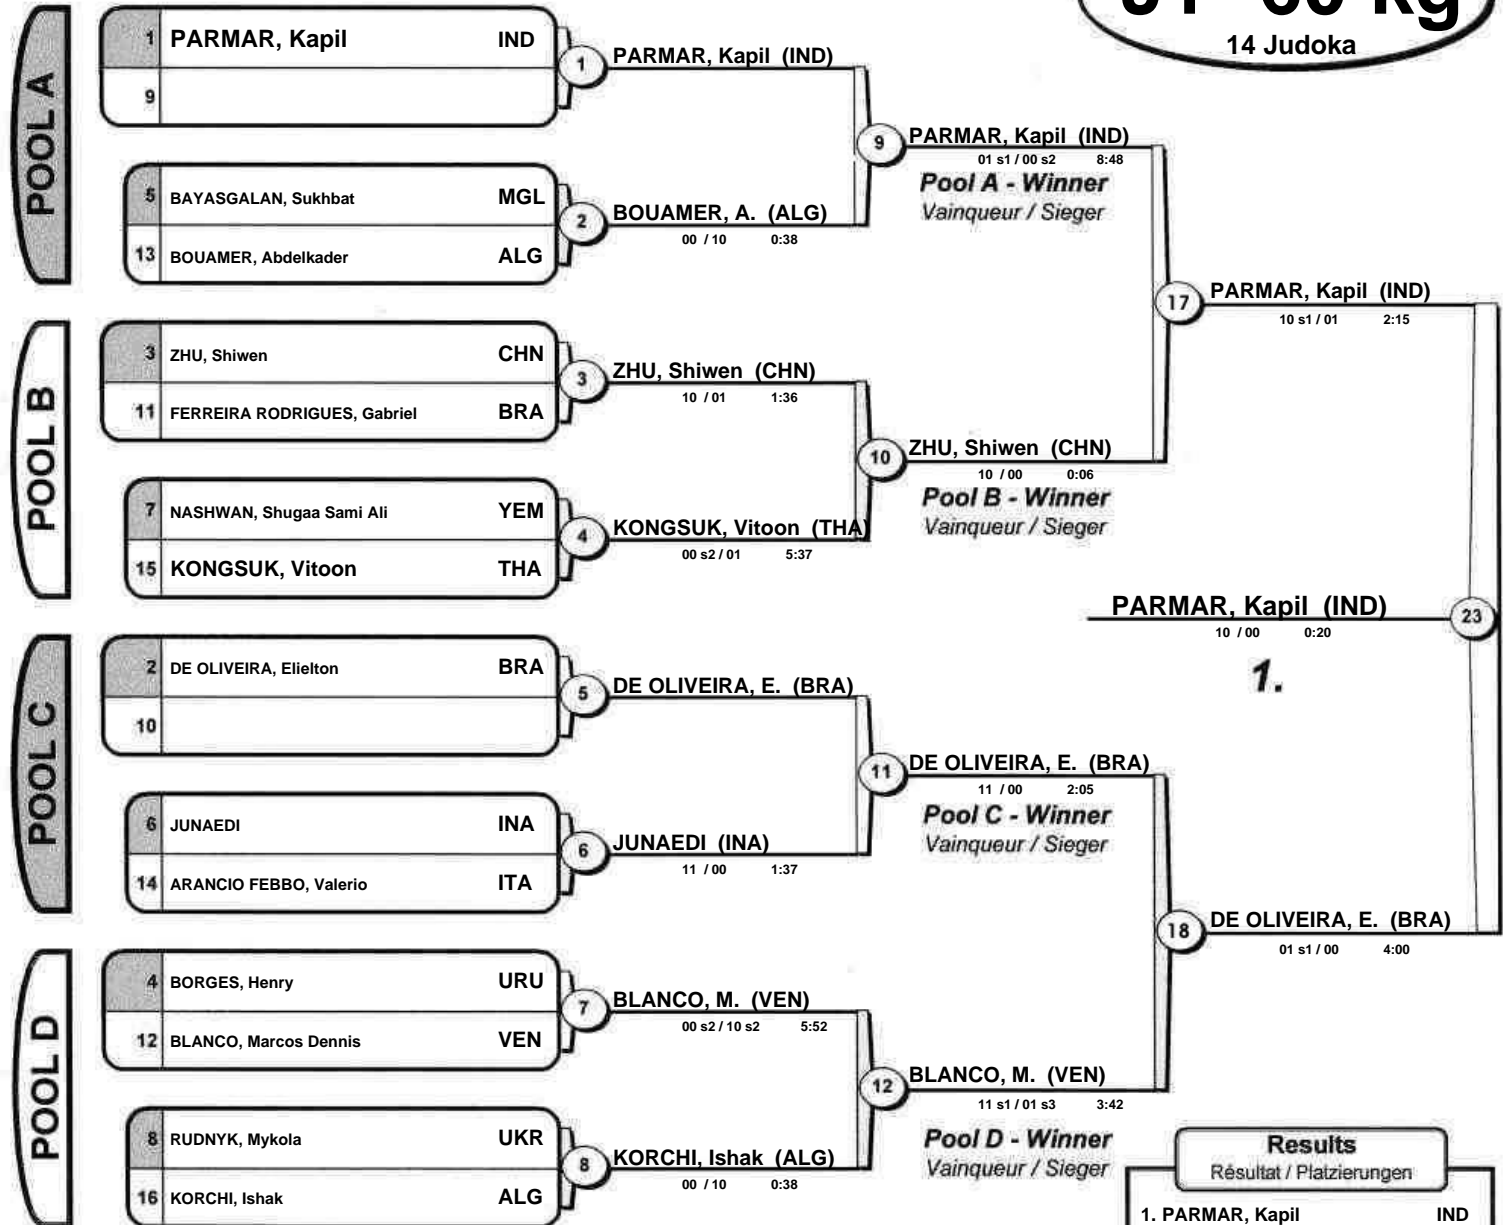 14 Judoka
POOL A
1 PARMAR, Kapil IND
9
1 PARMAR, Kapil (IND)
5 BAYASGALAN, Sukhbat MGL
13 BOUAMER, Abdelkader ALG
2 BOUAMER, A. (ALG)
00 / 10 0:38
9 PARMAR, Kapil (IND)
01 s1 / 00 s2 8:48
Pool A - Winner
Vainqueur / Sieger
POOL B
3 ZHU, Shiwen CHN
11 FERREIRA RODRIGUES, Gabriel BRA
3 ZHU, Shiwen (CHN)
10 / 01 1:36
7 NASHWAN, Shugaa Sami Ali YEM
15 KONGSUK, Vitoon THA
4 KONGSUK, Vitoon (THA)
00 s2 / 01 5:37
10 ZHU, Shiwen (CHN)
10 / 00 0:06
Pool B - Winner
Vainqueur / Sieger
17 PARMAR, Kapil (IND)
10 s1 / 01 2:15
POOL C
2 DE OLIVEIRA, Elielton BRA
10
5 DE OLIVEIRA, E. (BRA)
6 JUNAEDI INA
14 ARANCIO FEBBO, Valerio ITA
6 JUNAEDI (INA)
11 / 00 1:37
11 DE OLIVEIRA, E. (BRA)
11 / 00 2:05
Pool C - Winner
Vainqueur / Sieger
POOL D
4 BORGES, Henry URU
12 BLANCO, Marcos Dennis VEN
7 BLANCO, M. (VEN)
00 s2 / 10 s2 5:52
8 RUDNYK, Mykola UKR
16 KORCHI, Ishak ALG
8 KORCHI, Ishak (ALG)
00 / 10 0:38
12 BLANCO, M. (VEN)
11 s1 / 01 s3 3:42
Pool D - Winner
Vainqueur / Sieger
18 DE OLIVEIRA, E. (BRA)
01 s1 / 00 4:00
PARMAR, Kapil (IND) 23
10 / 00 0:20
1.
Results
Résultat / Platzierungen
1. PARMAR, Kapil IND